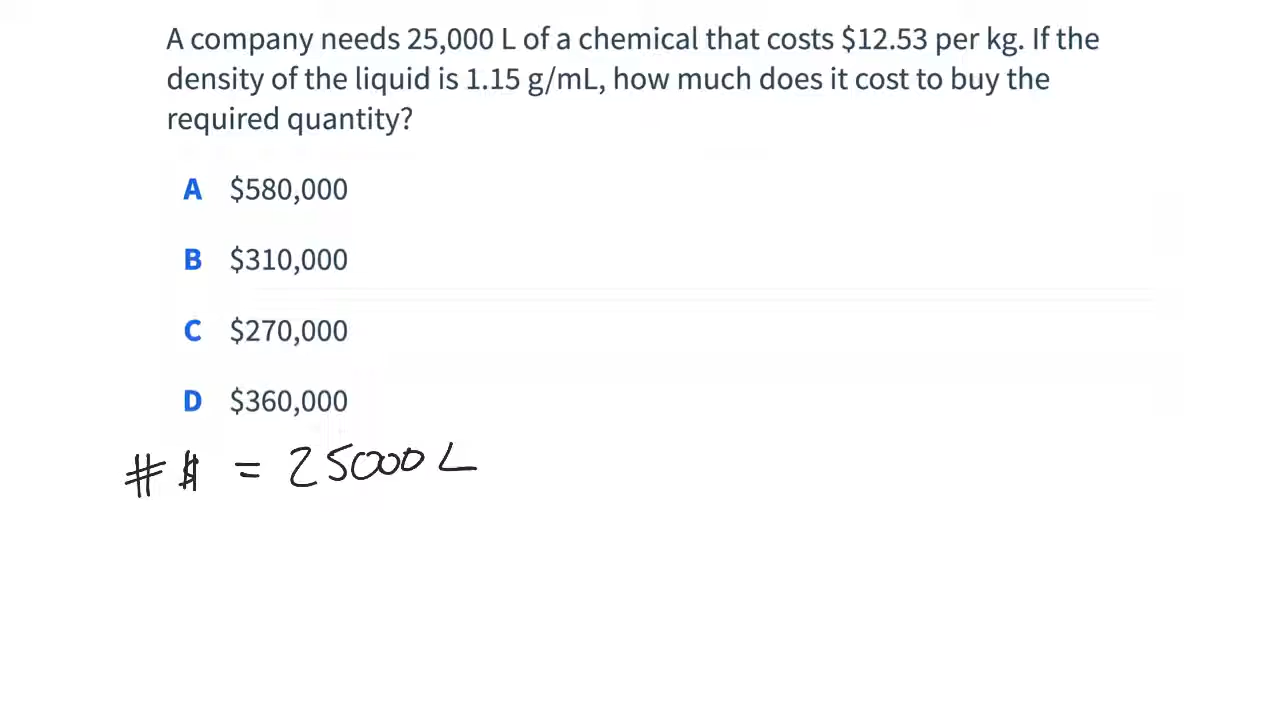 A company needs 25,000 L of a chemical that costs $12.53 per kg. If the
density of the liquid is 1.15 g/mL, how much does it cost to buy the
required quantity?
A $580,000
B $310,000
C $270,000
D $360,000
# $ = 25000 L